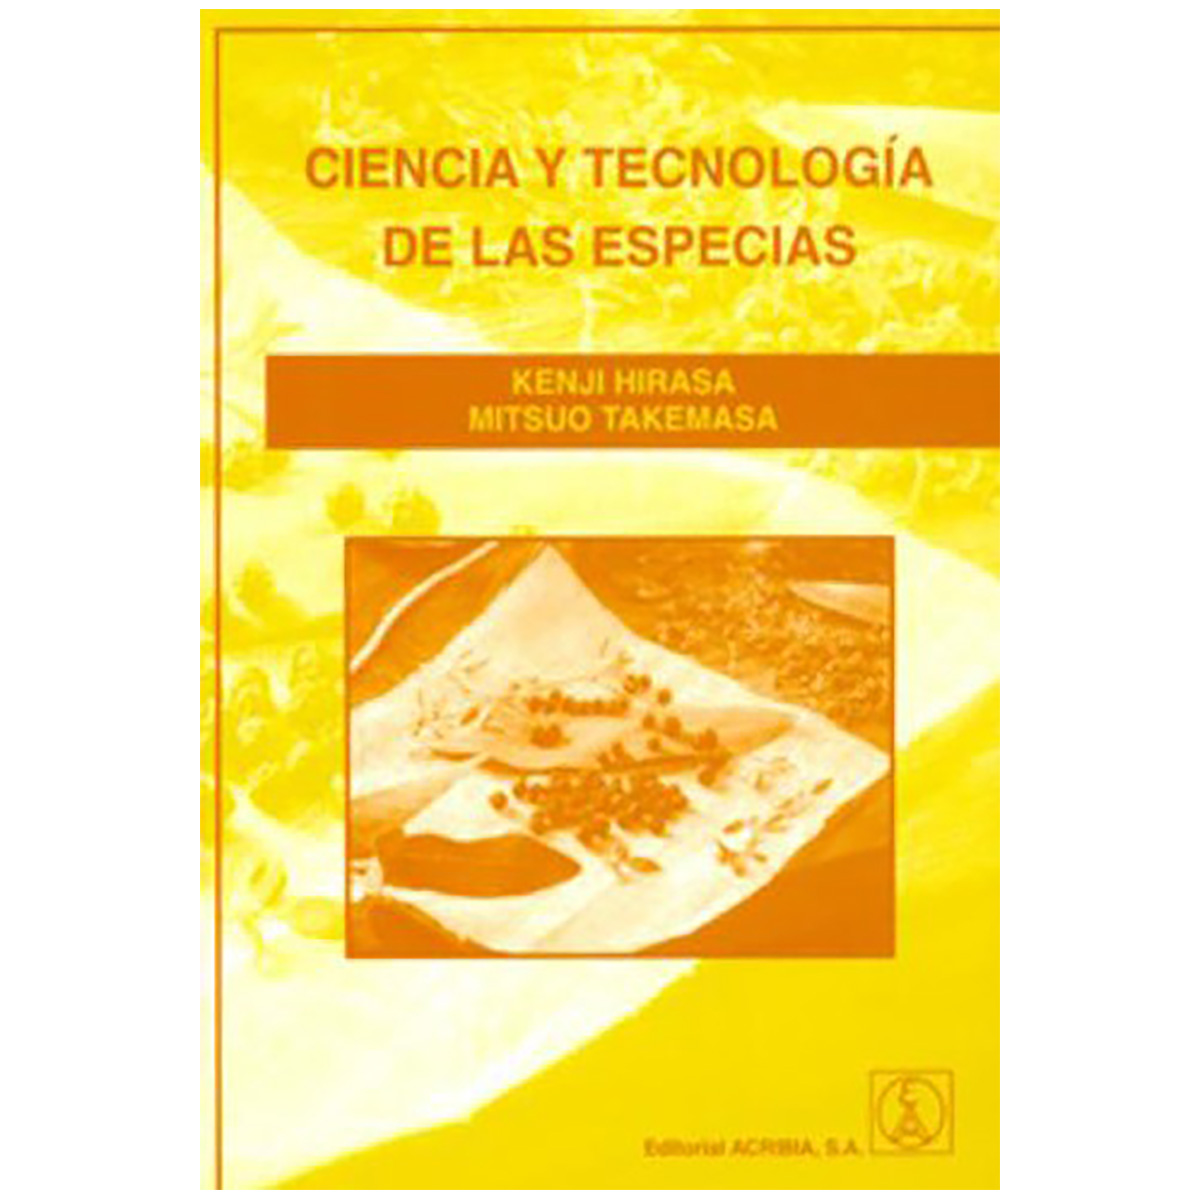 CIENCIA Y TECNOLOGÍA
DE LAS ESPECIAS
KENJI HIRASA
MITSUO TAKEMASA
Editorial ACRIBIA, S.A.